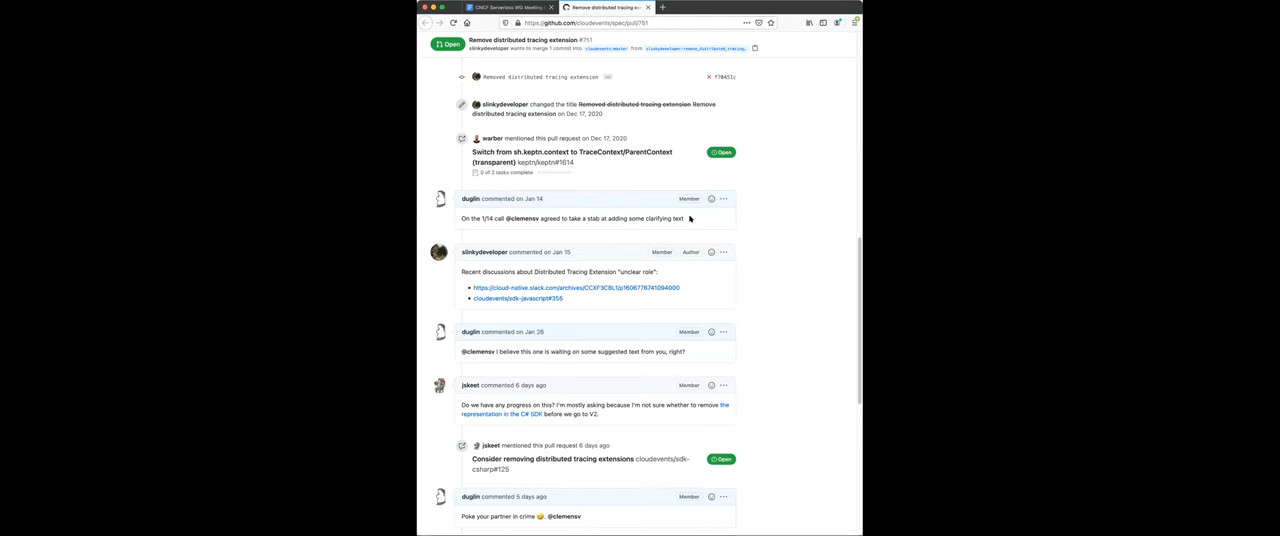 CNCF Serverless WG Meeting
Remove distributed tracing ex
https://github.com/cloudevents/spec/pull/751
Open
Remove distributed tracing extension #751
slinkydeveloper wants to merge 1 commit into cloudevents:master from slinkydeveloper:remove_distributed_tracing…
Removed distributed tracing extension
f70451c
slinkydeveloper changed the title Removed distributed tracing extension Remove
distributed tracing extension on Dec 17, 2020
warber mentioned this pull request on Dec 17, 2020
Switch from sh.keptn.context to TraceContext/ParentContext
(transparent) keptn/keptn#1614
Open
0 of 2 tasks complete
duglin commented on Jan 14
Member
On the 1/14 call @clemensv agreed to take a stab at adding some clarifying text
slinkydeveloper commented on Jan 15
Member
Author
Recent discussions about Distributed Tracing Extension "unclear role":
https://cloud-native.slack.com/archives/CCXF3CBL1/p1606776741094000
cloudevents/sdk-javascript#355
duglin commented on Jan 26
Member
@clemensv I believe this one is waiting on some suggested text from you, right?
jskeet commented 6 days ago
Member
Do we have any progress on this? I'm mostly asking because I'm not sure whether to remove the
representation in the C# SDK before we go to V2.
jskeet mentioned this pull request 6 days ago
Consider removing distributed tracing extensions cloudevents/sdk-
csharp#125
Open
duglin commented 5 days ago
Member
Poke your partner in crime 🤣. @clemensv